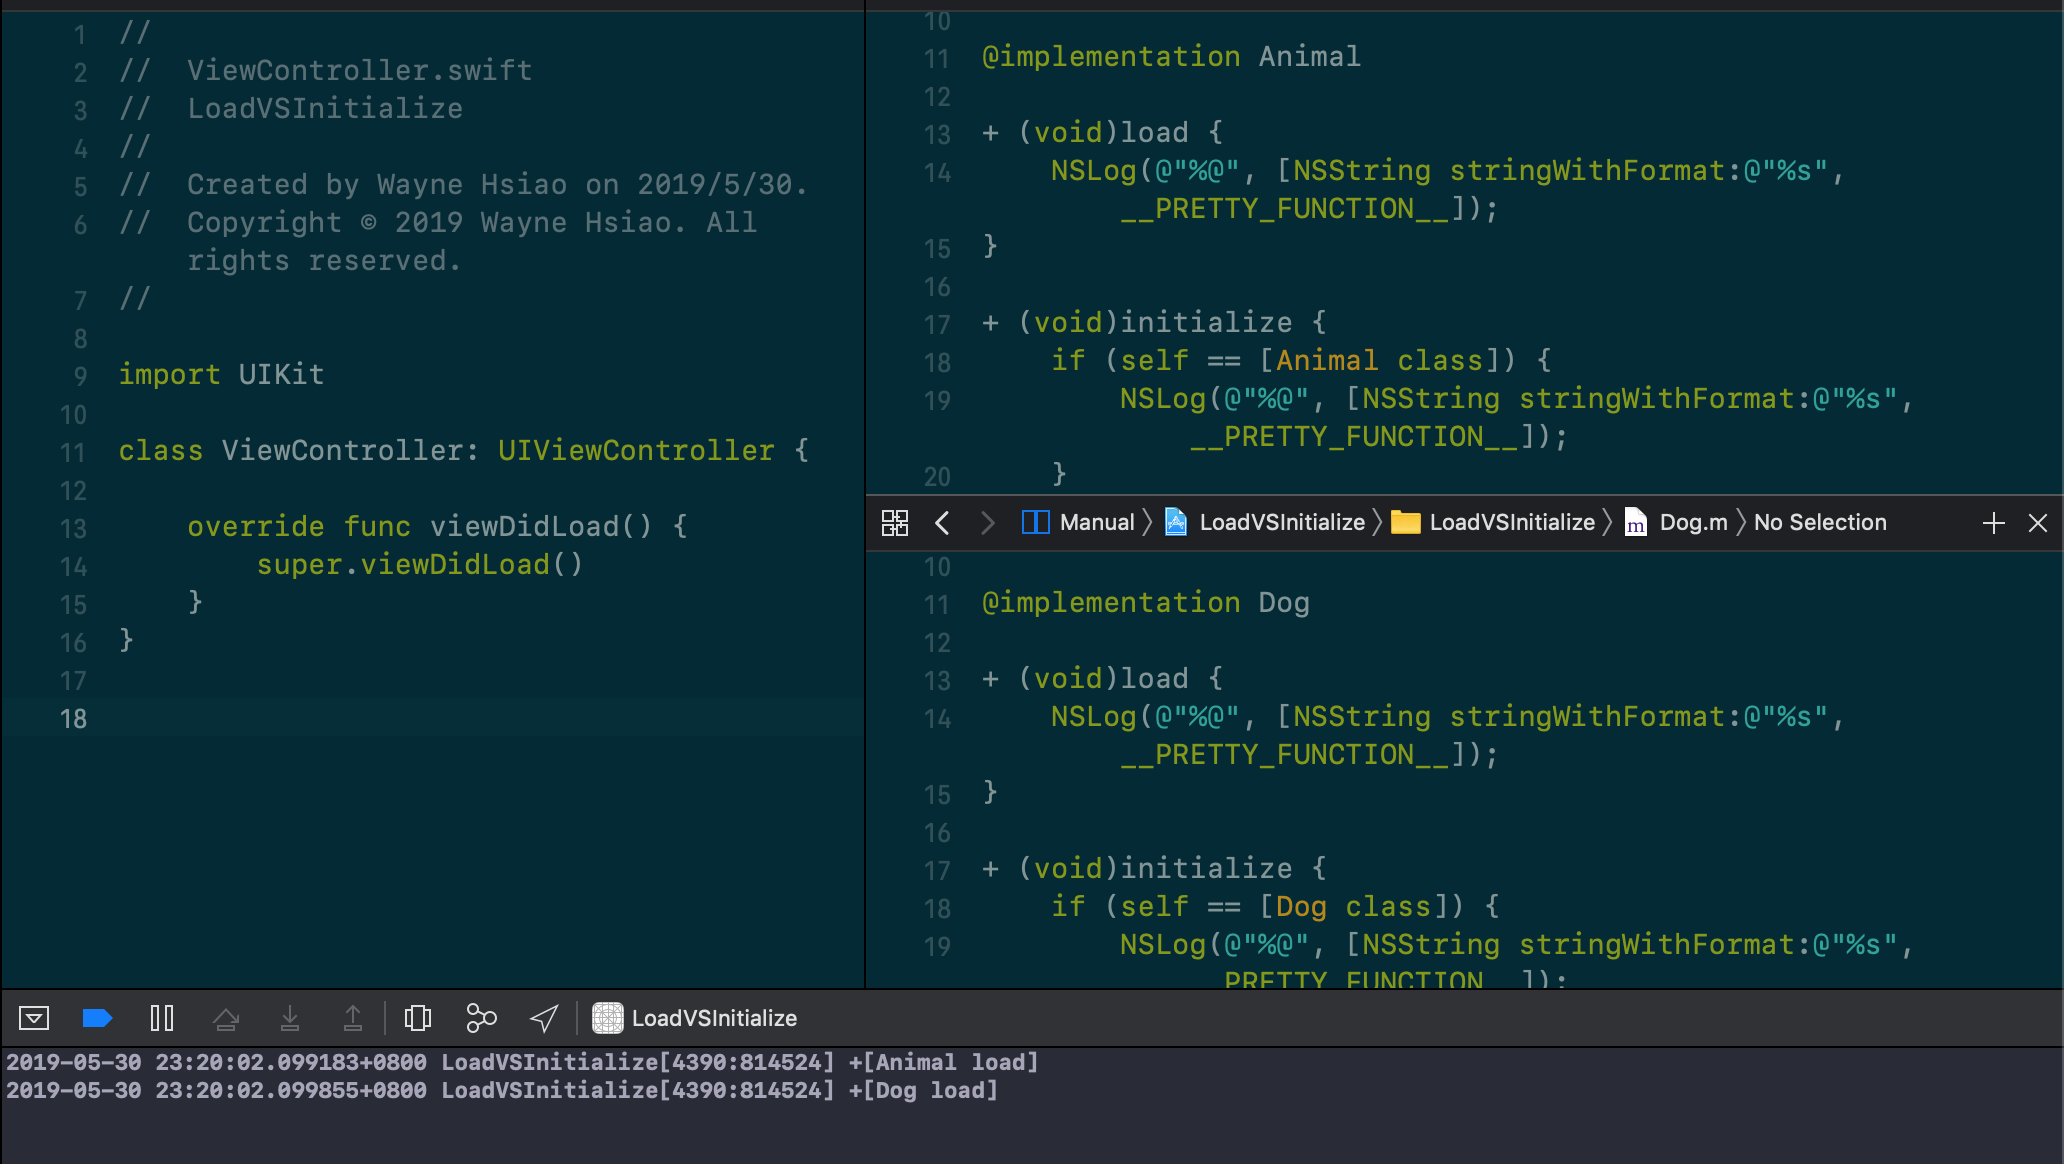 1 //
2 //  ViewController.swift
3 //  LoadVSInitialize
4 //
5 //  Created by Wayne Hsiao on 2019/5/30.
6 //  Copyright © 2019 Wayne Hsiao. All
rights reserved.
7 //
8
9 import UIKit
10
11 class ViewController: UIViewController {
12
13 override func viewDidLoad() {
14 super.viewDidLoad()
15 }
16 }
17
18
10
11 @implementation Animal
12
13 + (void)load {
14 NSLog(@"%@", [NSString stringWithFormat:@"%s",
__PRETTY_FUNCTION__]);
15 }
16
17 + (void)initialize {
18 if (self == [Animal class]) {
19 NSLog(@"%@", [NSString stringWithFormat:@"%s",
__PRETTY_FUNCTION__]);
20 }
Manual LoadVSInitialize LoadVSInitialize m Dog.m No Selection
10
11 @implementation Dog
12
13 + (void)load {
14 NSLog(@"%@", [NSString stringWithFormat:@"%s",
__PRETTY_FUNCTION__]);
15 }
16
17 + (void)initialize {
18 if (self == [Dog class]) {
19 NSLog(@"%@", [NSString stringWithFormat:@"%s",
PRETTY_FUNCTION ]);
LoadVSInitialize
2019-05-30 23:20:02.099183+0800 LoadVSInitialize[4390:814524] +[Animal load]
2019-05-30 23:20:02.099855+0800 LoadVSInitialize[4390:814524] +[Dog load]